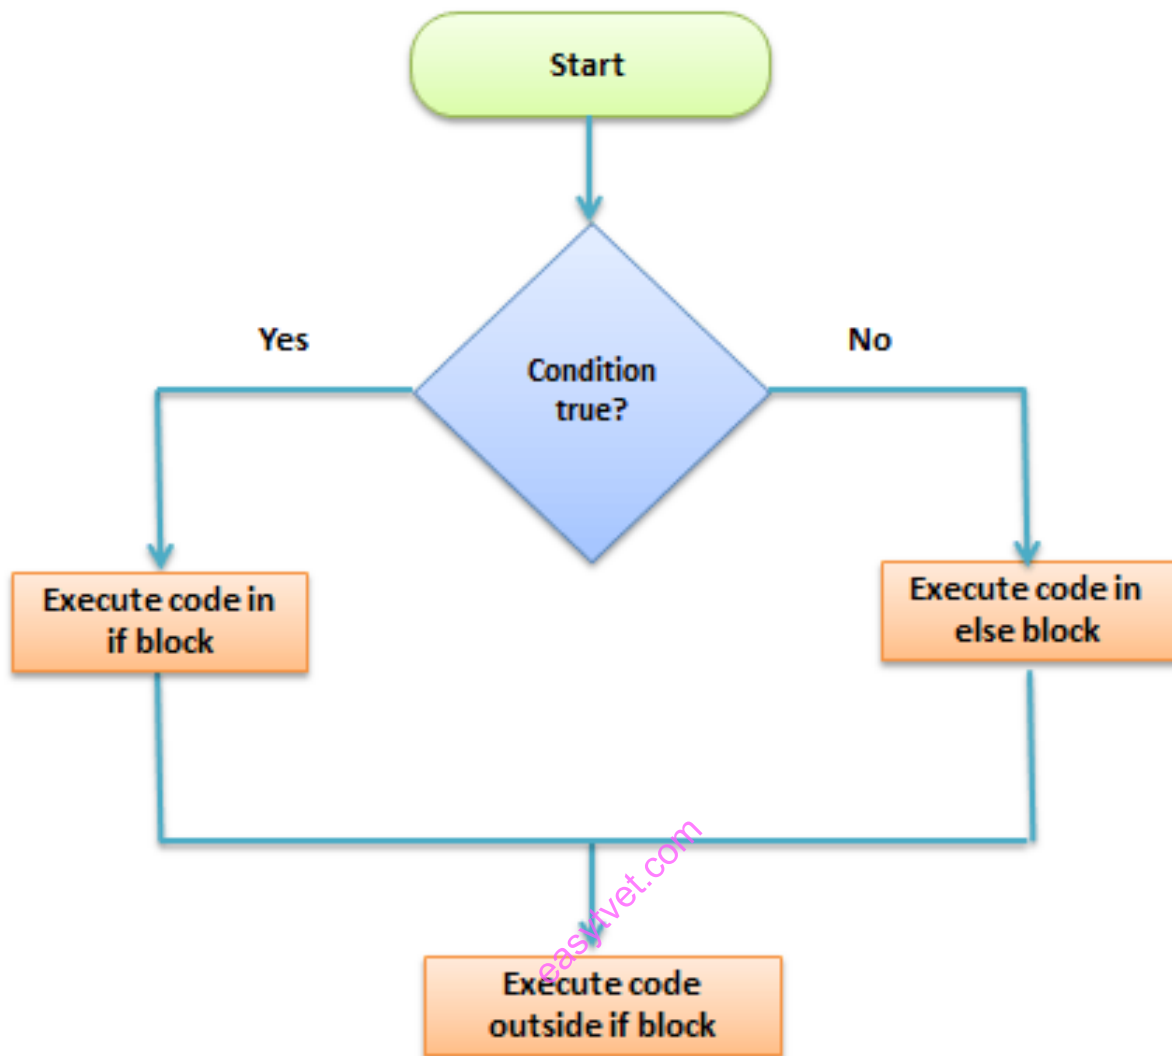 Start
Yes
No
Condition
true?
Execute code in
if block
Execute code in
else block
easytvet.com
Execute code
outside if block